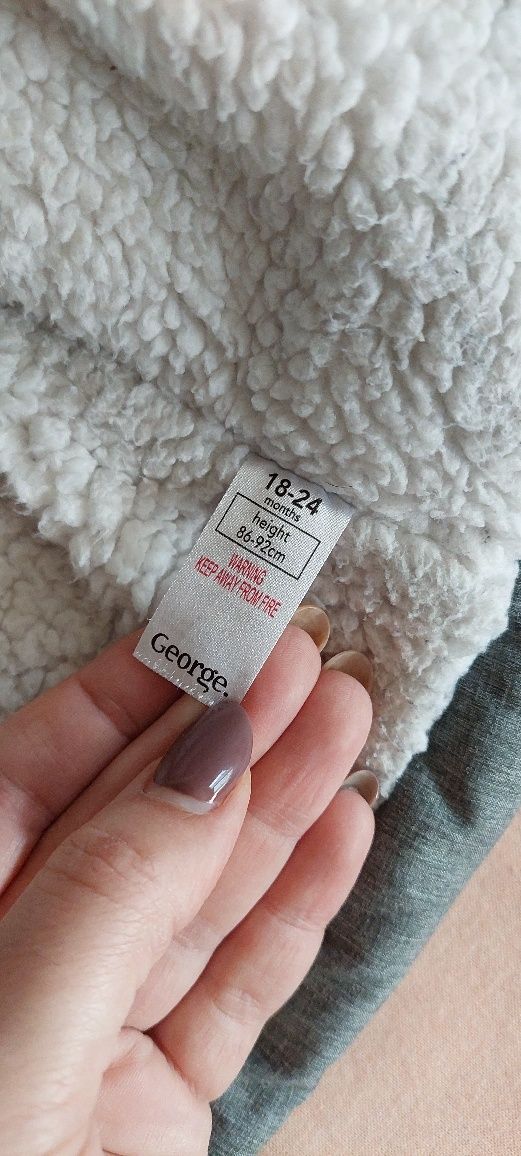 18-24
months
height
86-92cm
WARNING
KEEP AWAY FROM FIRE
George.